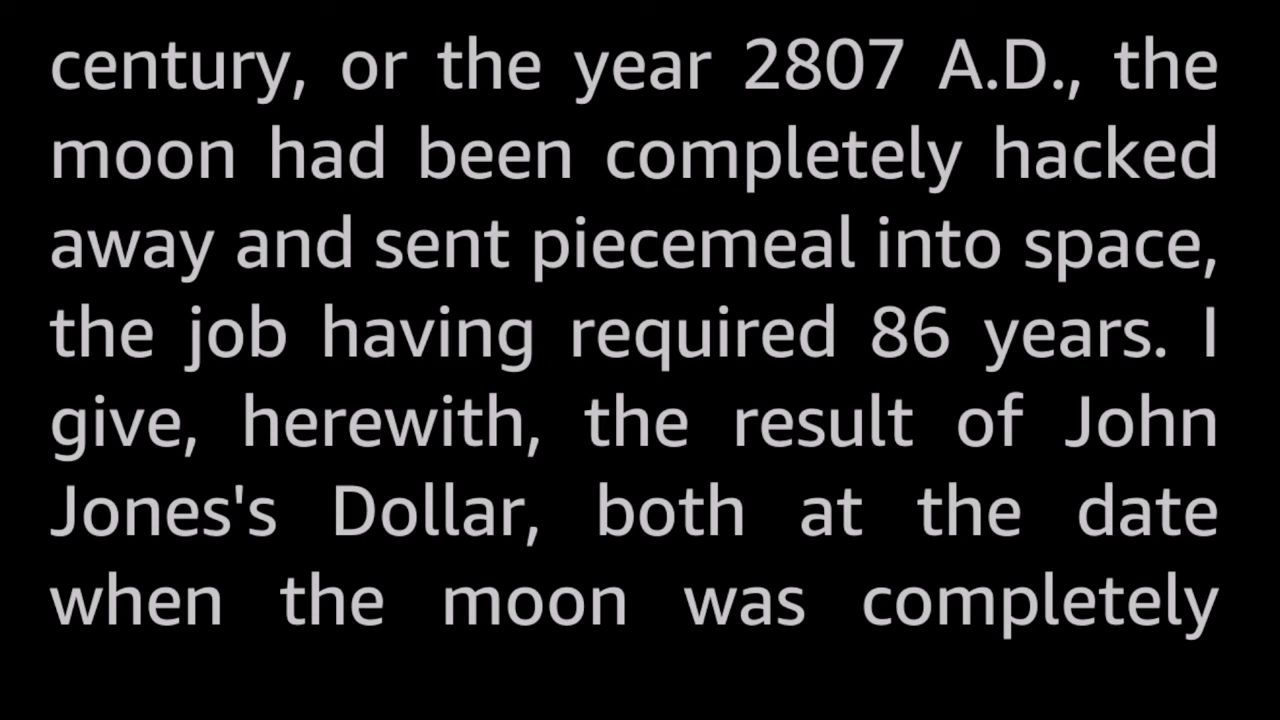 century, or the year 2807 A.D., the
moon had been completely hacked
away and sent piecemeal into space,
the job having required 86 years. I
give, herewith, the result of John
Jones's Dollar, both at the date
when the moon was completely